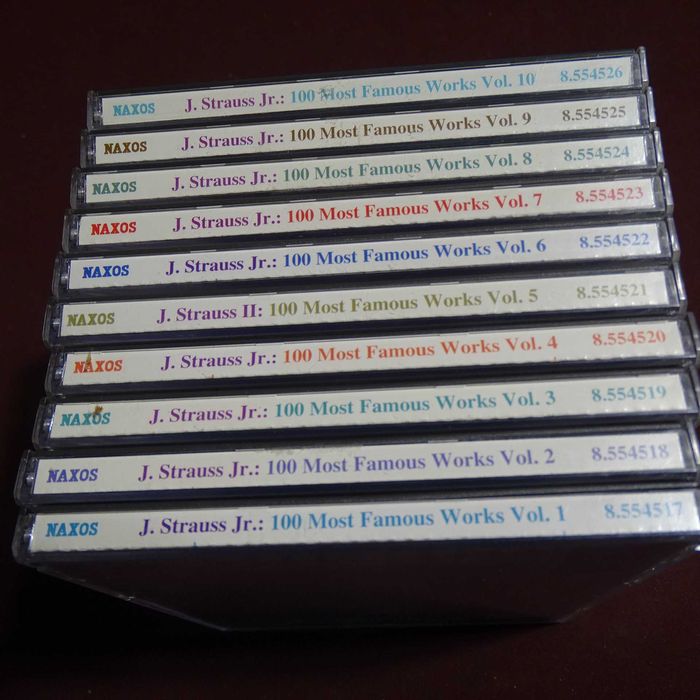 NAXOS J. Strauss Jr.: 100 Most Famous Works Vol. 10 8.554526
NAXOS J. Strauss Jr.: 100 Most Famous Works Vol. 9 8.554525
NAXOS J. Strauss Jr.: 100 Most Famous Works Vol. 8 8.554524
NAXOS J. Strauss Jr.: 100 Most Famous Works Vol. 7 8.554523
NAXOS J. Strauss Jr.: 100 Most Famous Works Vol. 6 8.554522
NAXOS J. Strauss II: 100 Most Famous Works Vol. 5 8.554521
NAXOS J. Strauss Jr.: 100 Most Famous Works Vol. 4 8.554520
NAXOS J. Strauss Jr.: 100 Most Famous Works Vol. 3 8.554519
NAXOS J. Strauss Jr.: 100 Most Famous Works Vol. 2 8.554518
NAXOS J. Strauss Jr.: 100 Most Famous Works Vol. 1 8.554517